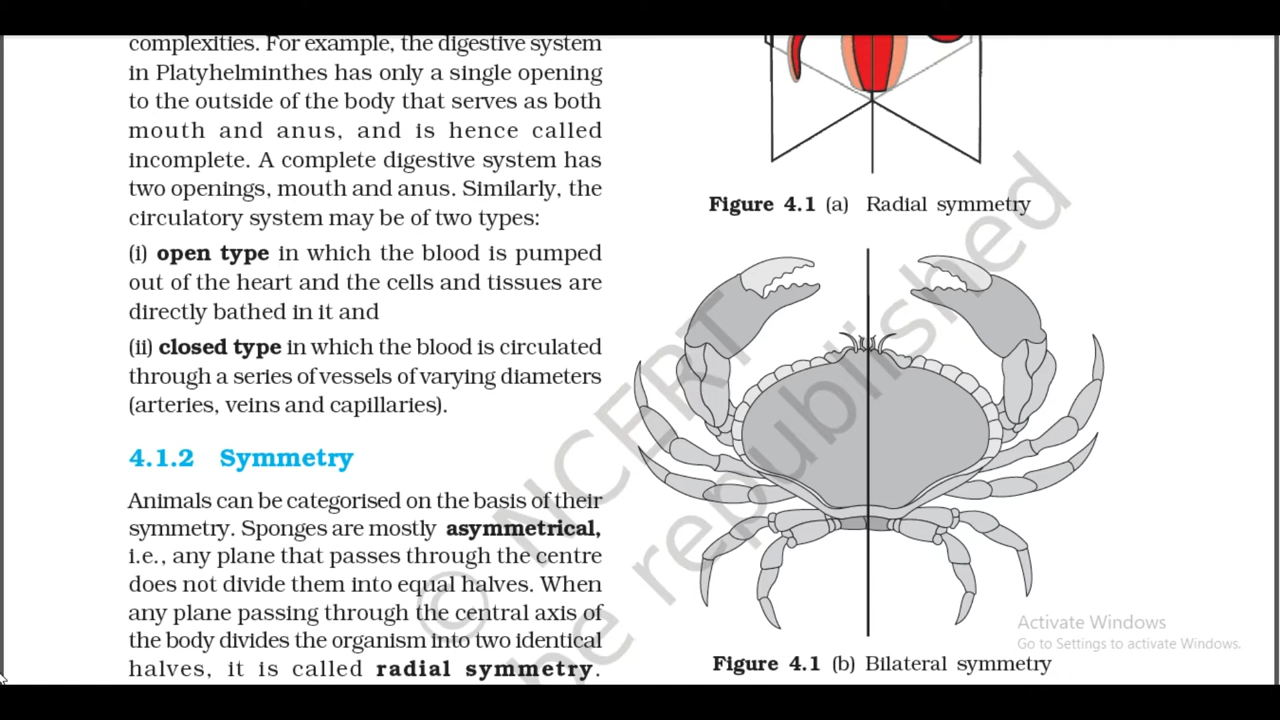 complexities. For example, the digestive system
in Platyhelminthes has only a single opening
to the outside of the body that serves as both
mouth and anus, and is hence called
incomplete. A complete digestive system has
two openings, mouth and anus. Similarly, the
circulatory system may be of two types:
(i) open type in which the blood is pumped
out of the heart and the cells and tissues are
directly bathed in it and
(ii) closed type in which the blood is circulated
through a series of vessels of varying diameters
(arteries, veins and capillaries).
4.1.2 Symmetry
Animals can be categorised on the basis of their
symmetry. Sponges are mostly asymmetrical,
i.e., any plane that passes through the centre
does not divide them into equal halves. When
any plane passing through the central axis of
the body divides the organism into two identical
halves, it is called radial symmetry.
Figure 4.1 (a) Radial symmetry
Figure 4.1 (b) Bilateral symmetry
© NCERT
be republished
Activate Windows
Go to Settings to activate Windows.